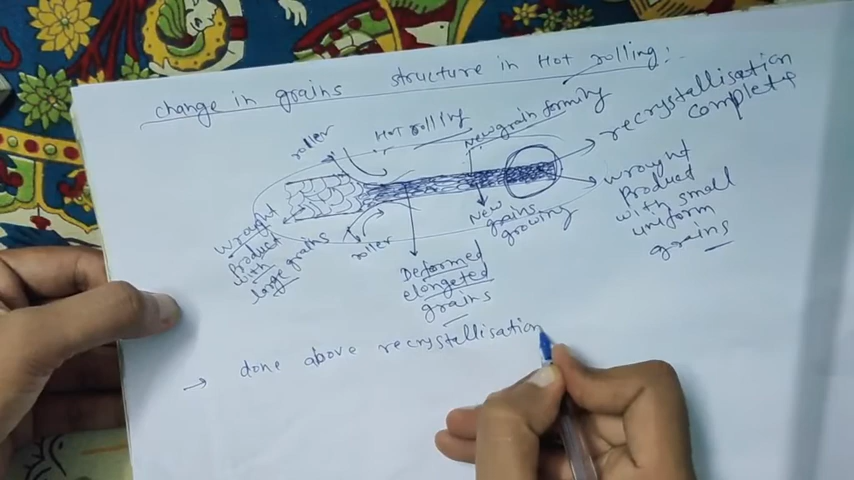 change in grains structure in Hot rolling :-
roller
Hot rolling
New grain forming
recrystallisation
complete
wrought
product
with small
uniform
grains
New
grains
growing
wrought
product
with
large grains
roller
Deformed
elongated
grains
→ done above recrystallisation